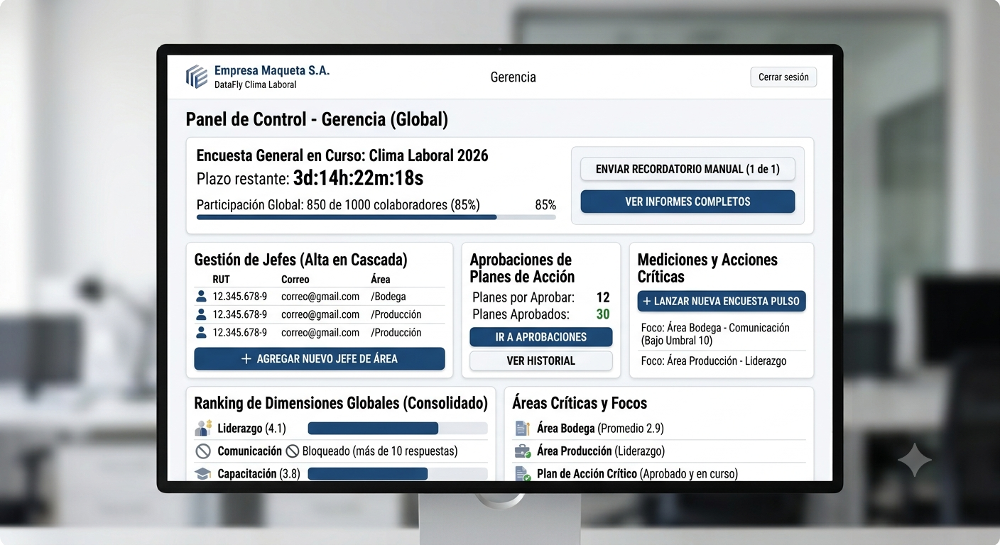 Empresa Maqueta S.A.
DataFly Clima Laboral
Gerencia
Cerrar sesión
Panel de Control - Gerencia (Global)
Encuesta General en Curso: Clima Laboral 2026
Plazo restante: 3d:14h:22m:18s
Participación Global: 850 de 1000 colaboradores (85%) 85%
ENVIAR RECORDATORIO MANUAL (1 de 1)
VER INFORMES COMPLETOS
Gestión de Jefes (Alta en Cascada)
RUT Correo Área
12.345.678-9 correo@gmail.com /Bodega
12.345.678-9 correo@gmail.com /Producción
12.345.678-9 correo@gmail.com /Producción
+ AGREGAR NUEVO JEFE DE ÁREA
Aprobaciones de
Planes de Acción
Planes por Aprobar: 12
Planes Aprobados: 30
IR A APROBACIONES
VER HISTORIAL
Mediciones y Acciones
Críticas
+ LANZAR NUEVA ENCUESTA PULSO
Foco: Área Bodega - Comunicación
(Bajo Umbral 10)
Foco: Área Producción - Liderazgo
Ranking de Dimensiones Globales (Consolidado)
Liderazgo (4.1)
Comunicación Bloqueado (más de 10 respuestas)
Capacitación (3.8)
Áreas Críticas y Focos
Área Bodega (Promedio 2.9)
Área Producción (Liderazgo)
Plan de Acción Crítico (Aprobado y en curso)